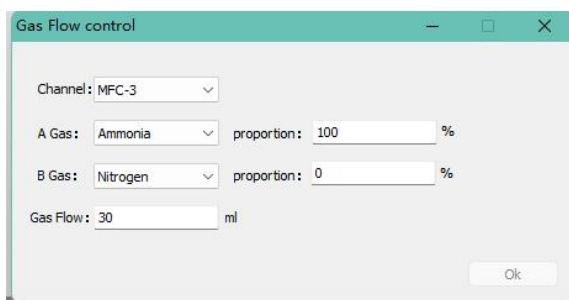 Gas Flow control
Channel: MFC-3
A Gas: Ammonia proportion: 100 %
B Gas: Nitrogen proportion: 0 %
Gas Flow: 30 ml
Ok